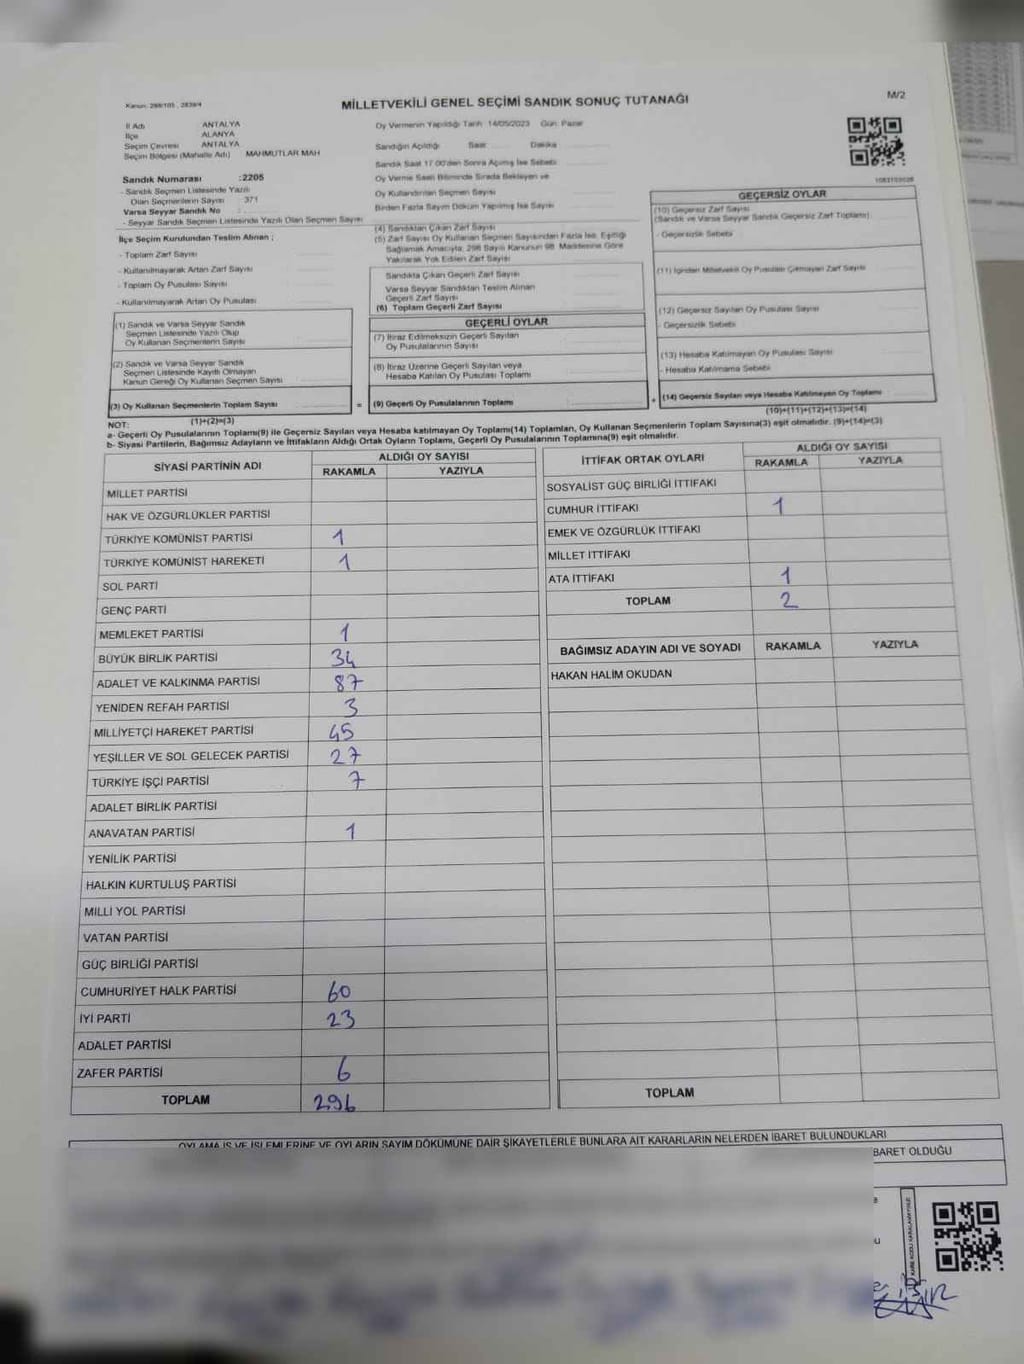 Kanun: 298/105 , 2839/4
MİLLETVEKİLİ GENEL SEÇİMİ SANDIK SONUÇ TUTANAĞI
M/2
İl Adı ANTALYA
İlçe ALANYA
Seçim Çevresi ANTALYA
Seçim Bölgesi (Mahalle Adı) MAHMUTLAR MAH
Oy Vermenin Yapıldığı Tarih 14/05/2023 Gün: Pazar
Sandığın Açıldığı Saat Dakika
Sandık Saat 17:00'den Sonra Açılmış İse Sebebi
Oy Verme Saati Bitiminde Sırada Bekleyen ve
Oy Kullandırılan Seçmen Sayısı
Birden Fazla Sayım Döküm Yapılmış İse Sayısı
Sandık Numarası :2205
- Sandık Seçmen Listesinde Yazılı
Olan Seçmenlerin Sayısı : 371
Varsa Seyyar Sandık No :
- Seyyar Sandık Seçmen Listesinde Yazılı Olan Seçmen Sayısı
İlçe Seçim Kurulundan Teslim Alınan ;
- Toplam Zarf Sayısı
- Kullanılmayarak Artan Zarf Sayısı
- Toplam Oy Pusulası Sayısı
- Kullanılmayarak Artan Oy Pusulası
(1) Sandık ve Varsa Seyyar Sandık
Seçmen Listesinde Yazılı Olup
Oy Kullanan Seçmenlerin Sayısı
(2) Sandık ve Varsa Seyyar Sandık
Seçmen Listesinde Kayıtlı Olmayan
Kanun Gereği Oy Kullanan Seçmen Sayısı
(3) Oy Kullanan Seçmenlerin Toplam Sayısı
(1)+(2)=(3)
(4) Sandıktan Çıkan Zarf Sayısı
(5) Zarf Sayısı Oy Kullanan Seçmen Sayısından Fazla İse, Eşitliği
Sağlamak Amacıyla, 298 Sayılı Kanunun 98. Maddesine Göre
Yakılarak Yok Edilen Zarf Sayısı
Sandıkta Çıkan Geçerli Zarf Sayısı
Varsa Seyyar Sandıktan Teslim Alınan
Geçerli Zarf Sayısı
(6) Toplam Geçerli Zarf Sayısı
GEÇERLİ OYLAR
(7) İtiraz Edilmeksizin Geçerli Sayılan
Oy Pusulalarının Sayısı
(8) İtiraz Üzerine Geçerli Sayılan veya
Hesaba Katılan Oy Pusulası Toplamı
= (9) Geçerli Oy Pusulalarının Toplamı
GEÇERSİZ OYLAR
(10) Geçersiz Zarf Sayısı
(Sandık ve Varsa Seyyar Sandık Geçersiz Zarf Toplamı)
- Geçersizlik Sebebi
(11) İçinden Milletvekili Oy Pusulası Çıkmayan Zarf Sayısı
(12) Geçersiz Sayılan Oy Pusulası Sayısı
- Geçersizlik Sebebi
(13) Hesaba Katılmayan Oy Pusulası Sayısı
- Hesaba Katılmama Sebebi
+ (14) Geçersiz Sayılan veya Hesaba Katılmayan Oy Toplamı
(10)+(11)+(12)+(13)=(14)
NOT:
a- Geçerli Oy Pusulalarının Toplamı(9) ile Geçersiz Sayılan veya Hesaba katılmayan Oy Toplamı(14) Toplamları, Oy Kullanan Seçmenlerin Toplam Sayısına(3) eşit olmalıdır. (9)+(14)=(3)
b- Siyasi Partilerin, Bağımsız Adayların ve İttifakların Aldığı Ortak Oyların Toplamı, Geçerli Oy Pusulalarının Toplamına(9) eşit olmalıdır.
SİYASİ PARTİNİN ADI ALDIĞI OY SAYISI
RAKAMLA YAZIYLA
MİLLET PARTİSİ
HAK VE ÖZGÜRLÜKLER PARTİSİ
TÜRKİYE KOMÜNİST PARTİSİ 1
TÜRKİYE KOMÜNİST HAREKETİ 1
SOL PARTİ
GENÇ PARTİ
MEMLEKET PARTİSİ 1
BÜYÜK BİRLİK PARTİSİ 34
ADALET VE KALKINMA PARTİSİ 87
YENİDEN REFAH PARTİSİ 3
MİLLİYETÇİ HAREKET PARTİSİ 45
YEŞİLLER VE SOL GELECEK PARTİSİ 27
TÜRKİYE İŞÇİ PARTİSİ 7
ADALET BİRLİK PARTİSİ
ANAVATAN PARTİSİ 1
YENİLİK PARTİSİ
HALKIN KURTULUŞ PARTİSİ
MİLLİ YOL PARTİSİ
VATAN PARTİSİ
GÜÇ BİRLİĞİ PARTİSİ
CUMHURİYET HALK PARTİSİ 60
İYİ PARTİ 23
ADALET PARTİSİ
ZAFER PARTİSİ 6
TOPLAM 296
İTTİFAK ORTAK OYLARI ALDIĞI OY SAYISI
RAKAMLA YAZIYLA
SOSYALİST GÜÇ BİRLİĞİ İTTİFAKI
CUMHUR İTTİFAKI 1
EMEK VE ÖZGÜRLÜK İTTİFAKI
MİLLET İTTİFAKI
ATA İTTİFAKI 1
TOPLAM 2
BAĞIMSIZ ADAYIN ADI VE SOYADI RAKAMLA YAZIYLA
HAKAN HALİM OKUDAN
TOPLAM
OYLAMA İŞ VE İŞLEMLERİNE VE OYLARIN SAYIM DÖKÜMÜNE DAİR ŞİKAYETLERLE BUNLARA AİT KARARLARIN NELERDEN İBARET BULUNDUKLARI
BARET OLDUĞU